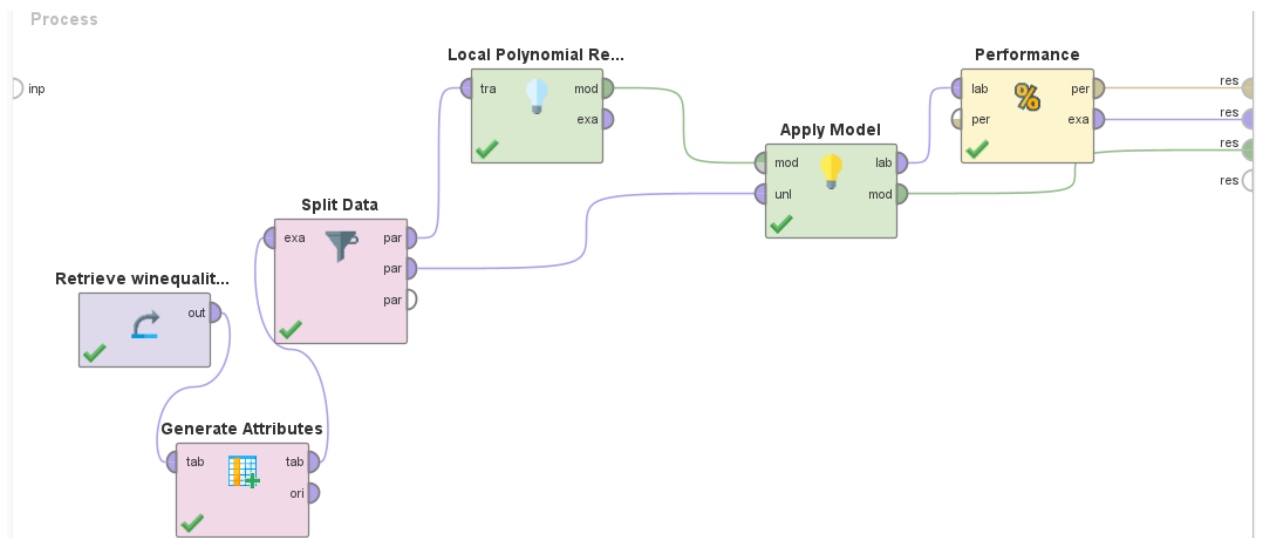 Process
inp
Local Polynomial Re...
tra
mod
exa
Performance
lab
per
per
exa
res
res
res
res
Apply Model
mod
lab
unl
mod
Split Data
exa
par
par
par
Retrieve winequalit...
out
Generate Attributes
tab
tab
ori
%